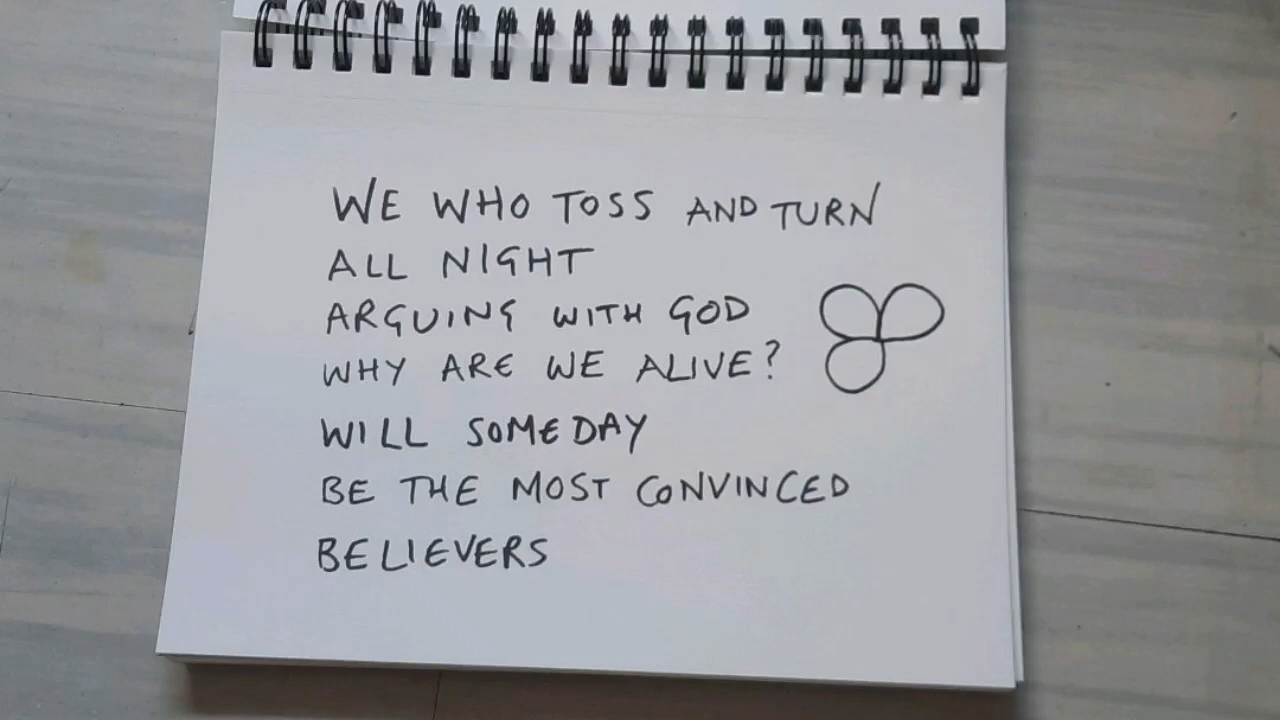 WE WHO TOSS AND TURN
ALL NIGHT
ARGUING WITH GOD
WHY ARE WE ALIVE?
WILL SOMEDAY
BE THE MOST CONVINCED
BELIEVERS